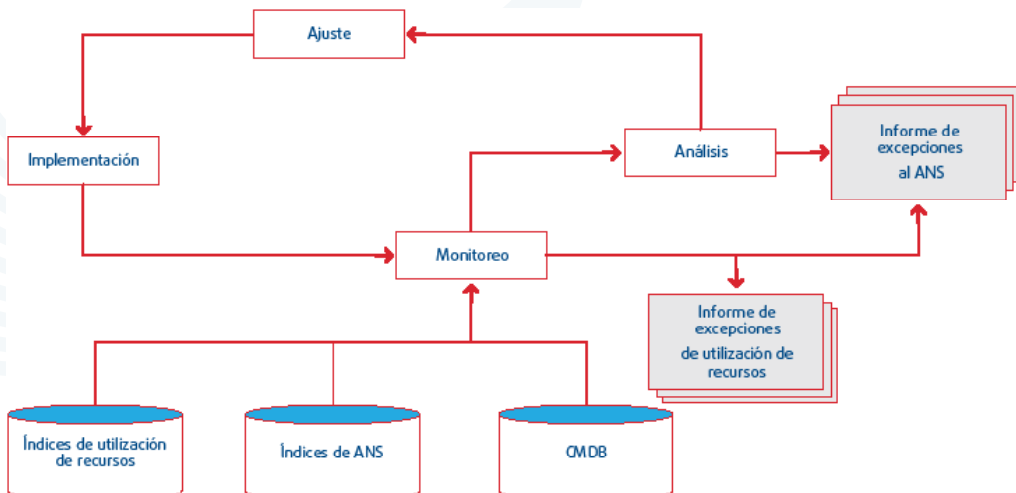 Ajuste
Implementación
Análisis
Informe de
excepciones
al ANS
Monitoreo
Informe de
excepciones
de utilización de
recursos
Índices de utilización
de recursos
Índices de ANS
CMDB